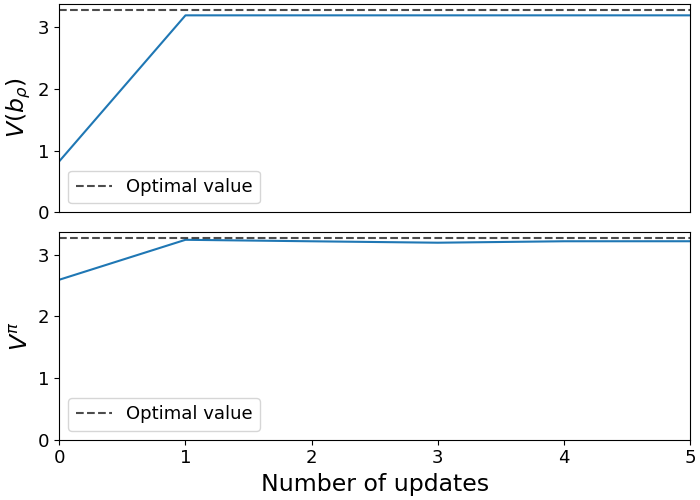 3
2
1
0
V(b_ρ)
Optimal value
3
2
1
0
V^π
Optimal value
0 1 2 3 4 5
Number of updates